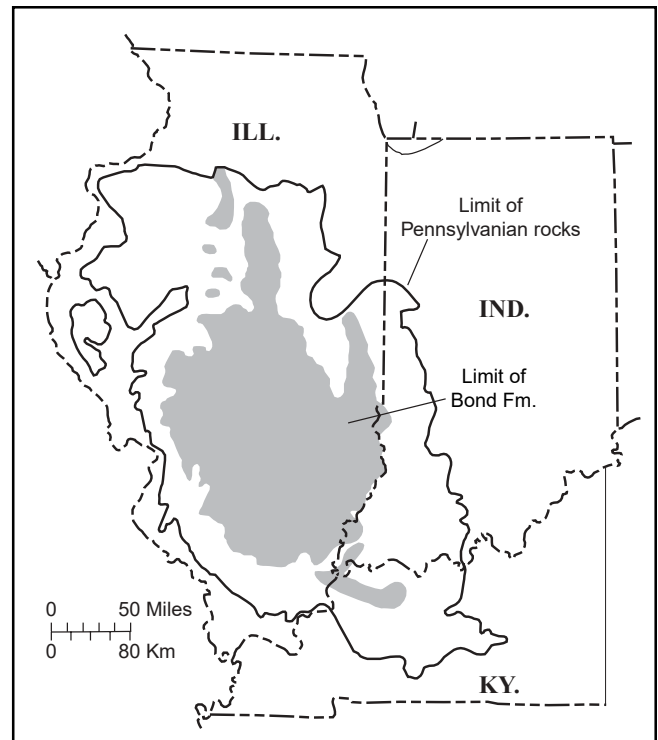 ILL.
Limit of
Pennsylvanian rocks
IND.
Limit of
Bond Fm.
0 50 Miles
0 80 Km
KY.